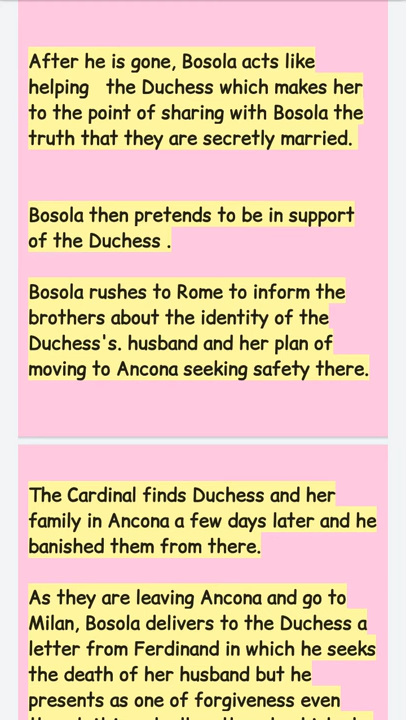 After he is gone, Bosola acts like
helping the Duchess which makes her
to the point of sharing with Bosola the
truth that they are secretly married.
Bosola then pretends to be in support
of the Duchess .
Bosola rushes to Rome to inform the
brothers about the identity of the
Duchess's. husband and her plan of
moving to Ancona seeking safety there.
The Cardinal finds Duchess and her
family in Ancona a few days later and he
banished them from there.
As they are leaving Ancona and go to
Milan, Bosola delivers to the Duchess a
letter from Ferdinand in which he seeks
the death of her husband but he
presents as one of forgiveness even